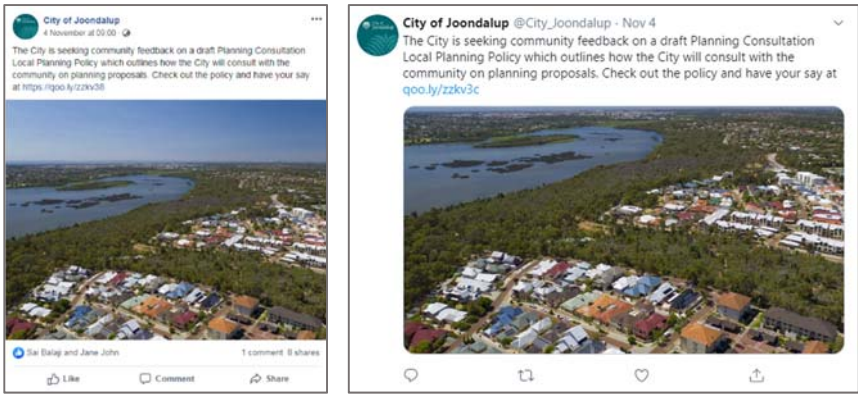 City of Joondalup
4 November at 09:00 ·
The City is seeking community feedback on a draft Planning Consultation
Local Planning Policy which outlines how the City will consult with the
community on planning proposals. Check out the policy and have your say
at https://qoo.ly/zzkv38
Sai Balaji and Jane John
1 comment 6 shares
Like
Comment
Share
City of Joondalup @City_Joondalup · Nov 4
The City is seeking community feedback on a draft Planning Consultation
Local Planning Policy which outlines how the City will consult with the
community on planning proposals. Check out the policy and have your say at
qoo.ly/zzkv3c